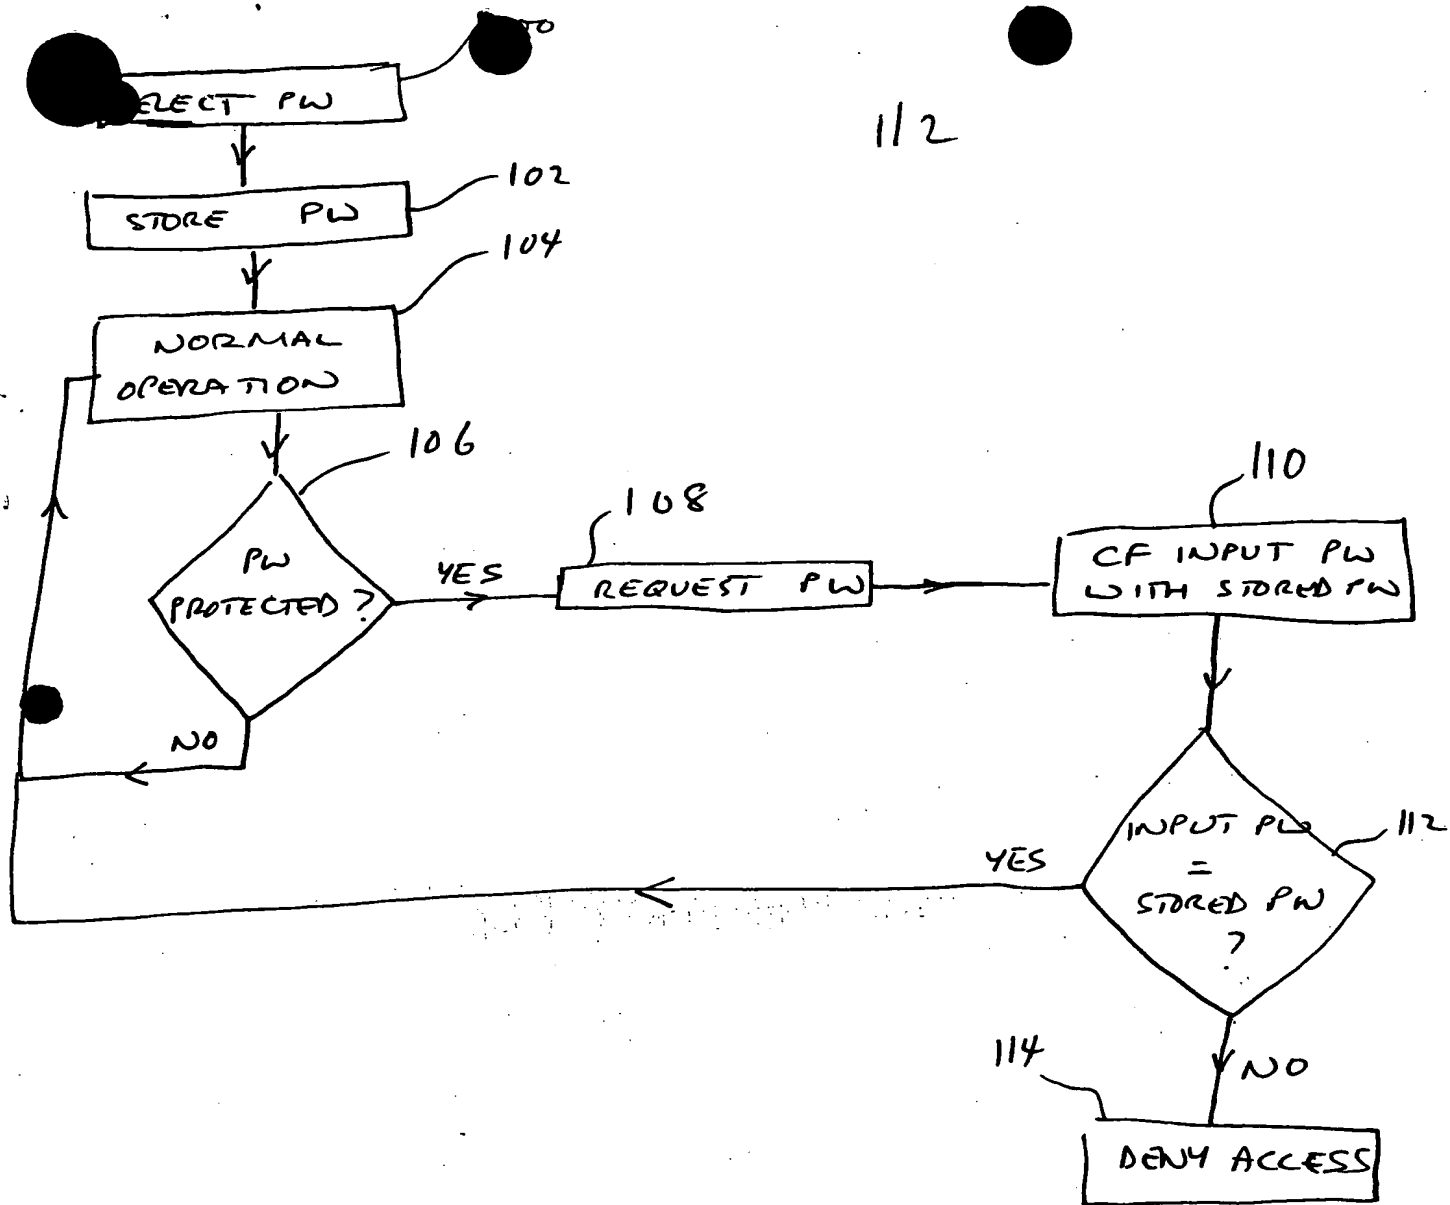 ELECT PW
1/2
102
STORE PW
104
NORMAL
OPERATION
106
PW
PROTECTED ?
YES
108
REQUEST PW
110
CF INPUT PW
WITH STORED PW
NO
INPUT PW
=
STORED PW
?
112
YES
114
NO
DENY ACCESS